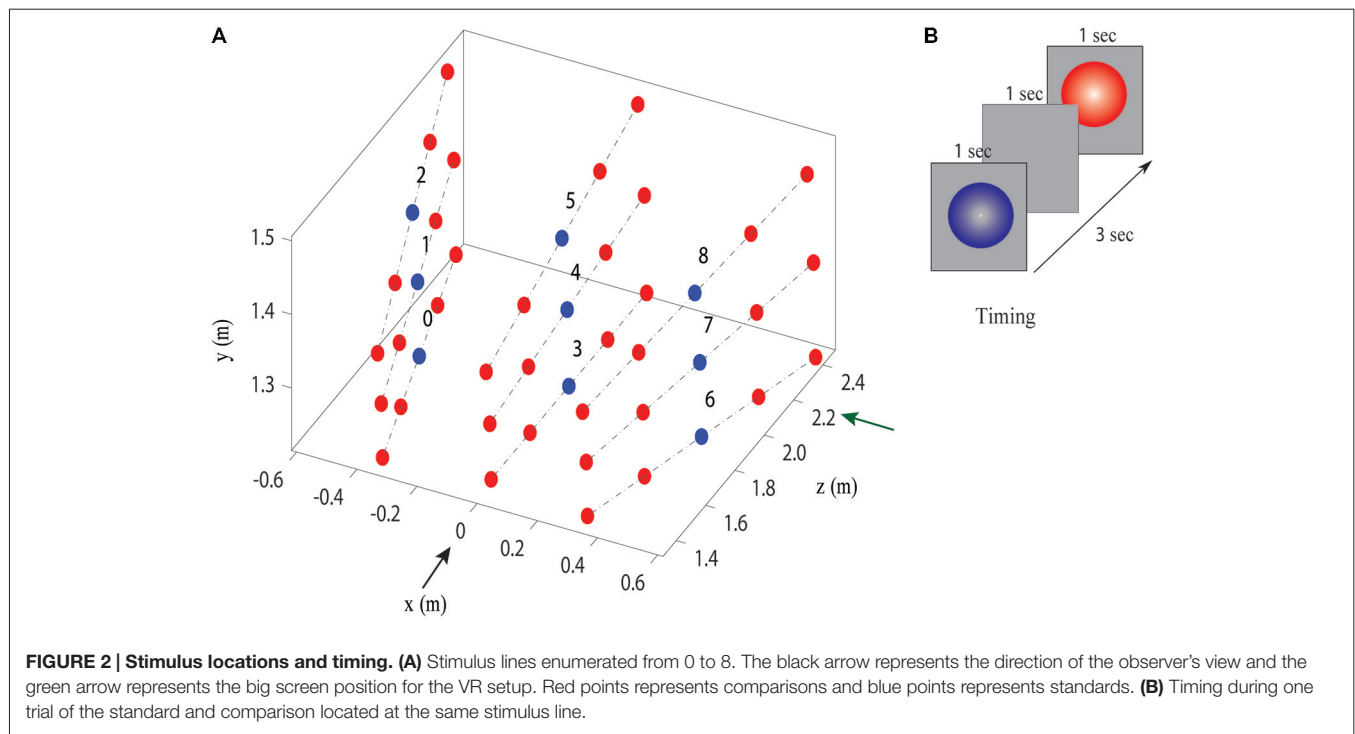 A
B
1 sec
1 sec
1 sec
3 sec
Timing
2
1
0
5
4
3
8
7
6
1.5
1.4
1.3
y (m)
-0.6
-0.4
-0.2
0
0.2
0.4
0.6
x (m)
2.4
2.2
2.0
1.8
1.6
1.4
z (m)
FIGURE 2 | Stimulus locations and timing. (A) Stimulus lines enumerated from 0 to 8. The black arrow represents the direction of the observer's view and the
green arrow represents the big screen position for the VR setup. Red points represents comparisons and blue points represents standards. (B) Timing during one
trial of the standard and comparison located at the same stimulus line.